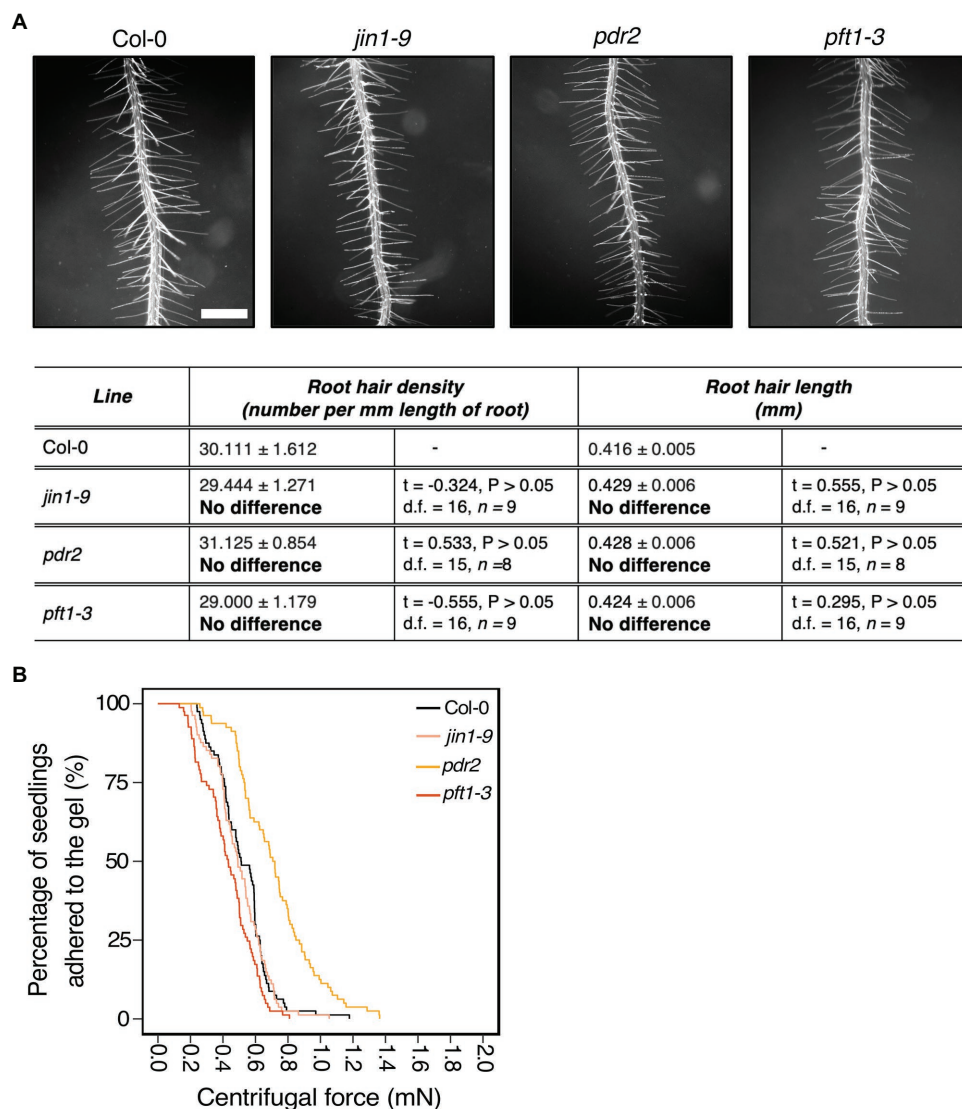 A
Col-0 jin1-9 pdr2 pft1-3
Line Root hair density (number per mm length of root) Root hair length (mm)
Col-0 30.111 ± 1.612 - 0.416 ± 0.005 -
jin1-9 29.444 ± 1.271 No difference t = -0.324, P > 0.05 d.f. = 16, n = 9 0.429 ± 0.006 No difference t = 0.555, P > 0.05 d.f. = 16, n = 9
pdr2 31.125 ± 0.854 No difference t = 0.533, P > 0.05 d.f. = 15, n =8 0.428 ± 0.006 No difference t = 0.521, P > 0.05 d.f. = 15, n = 8
pft1-3 29.000 ± 1.179 No difference t = -0.555, P > 0.05 d.f. = 16, n = 9 0.424 ± 0.006 No difference t = 0.295, P > 0.05 d.f. = 16, n = 9
B
Percentage of seedlings
adhered to the gel (%)
100
75
50
25
0
Col-0
jin1-9
pdr2
pft1-3
0.0 0.2 0.4 0.6 0.8 1.0 1.2 1.4 1.6 1.8 2.0
Centrifugal force (mN)